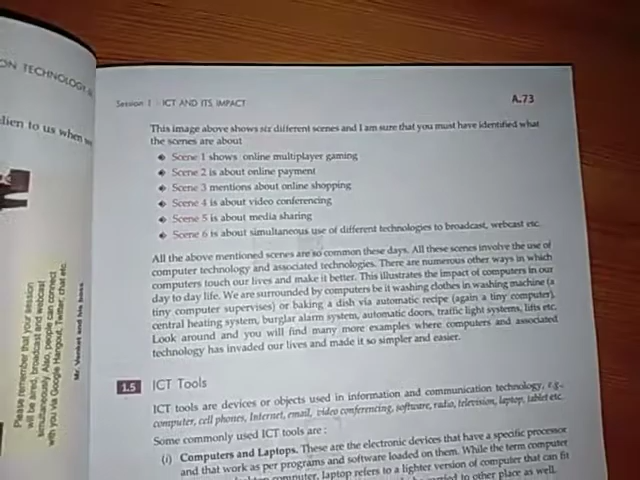 ON TECHNOLOGY
lien to us when
Please remember that your session
will be aired, broadcast and webcast
simultaneously. Also, people can connect
with you via Google Hangout, Twitter, chat etc.
Mr. Venkat and his boss
Session 1 : ICT AND ITS IMPACT
A.73
This image above shows six different scenes and I am sure that you must have identified what
the scenes are about
Scene 1 shows online multiplayer gaming
Scene 2 is about online payment
Scene 3 mentions about online shopping
Scene 4 is about video conferencing
Scene 5 is about media sharing
Scene 6 is about simultaneous use of different technologies to broadcast, webcast etc.
All the above mentioned scenes are so common these days. All these scenes involve the use of
computer technology and associated technologies. There are numerous other ways in which
computers touch our lives and make it better. This illustrates the impact of computers in our
day to day life. We are surrounded by computers be it washing clothes in washing machine (a
tiny computer supervises) or baking a dish via automatic recipe (again a tiny computer),
central heating system, burglar alarm system, automatic doors, traffic light systems, lifts etc.
Look around and you will find many more examples where computers and associated
technology has invaded our lives and made it so simpler and easier.
1.5 ICT Tools
ICT tools are devices or objects used in information and communication technology, e.g.,
computer, cell phones, Internet, email, video conferencing, software, radio, television, laptop, tablet etc.
Some commonly used ICT tools are :
(i) Computers and Laptops. These are the electronic devices that have a specific processor
and that work as per programs and software loaded on them. While the term computer
computer, laptop refers to a lighter version of computer that can fit
to other place as well.